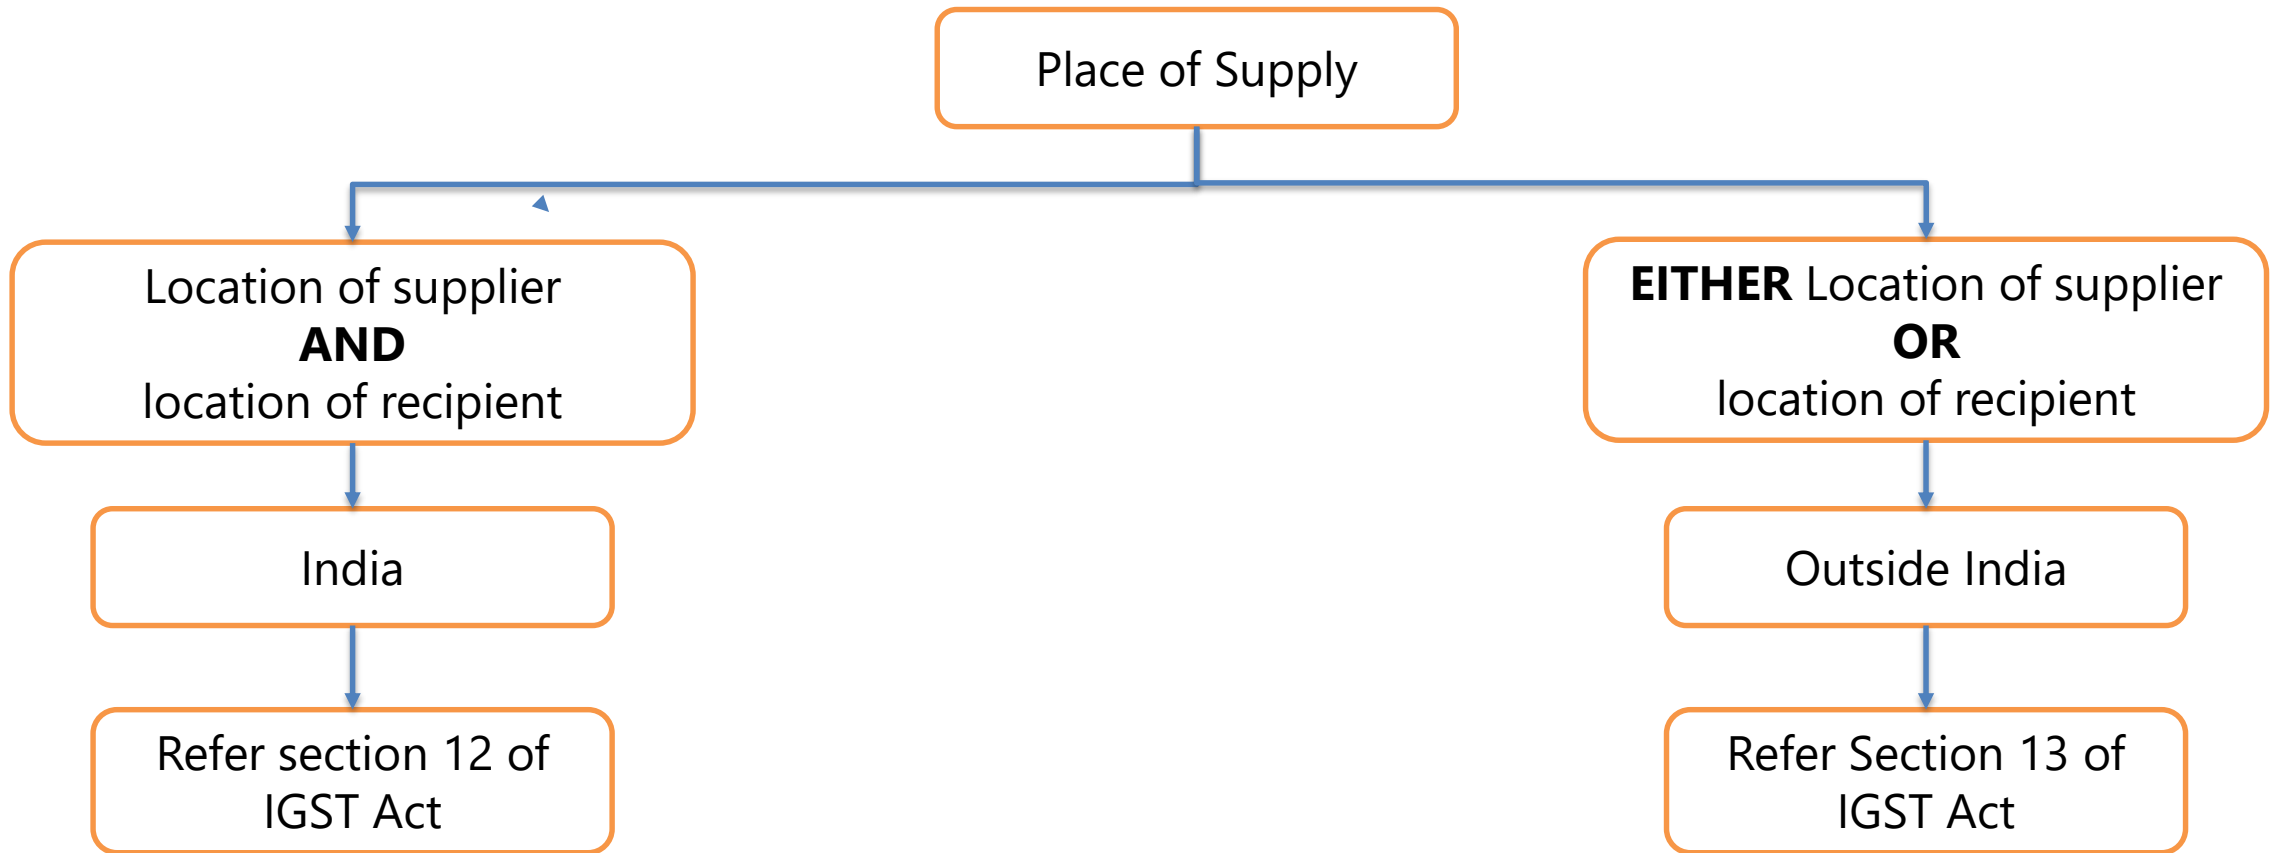 Place of Supply
Location of supplier
AND
location of recipient
EITHER Location of supplier
OR
location of recipient
India
Outside India
Refer section 12 of
IGST Act
Refer Section 13 of
IGST Act